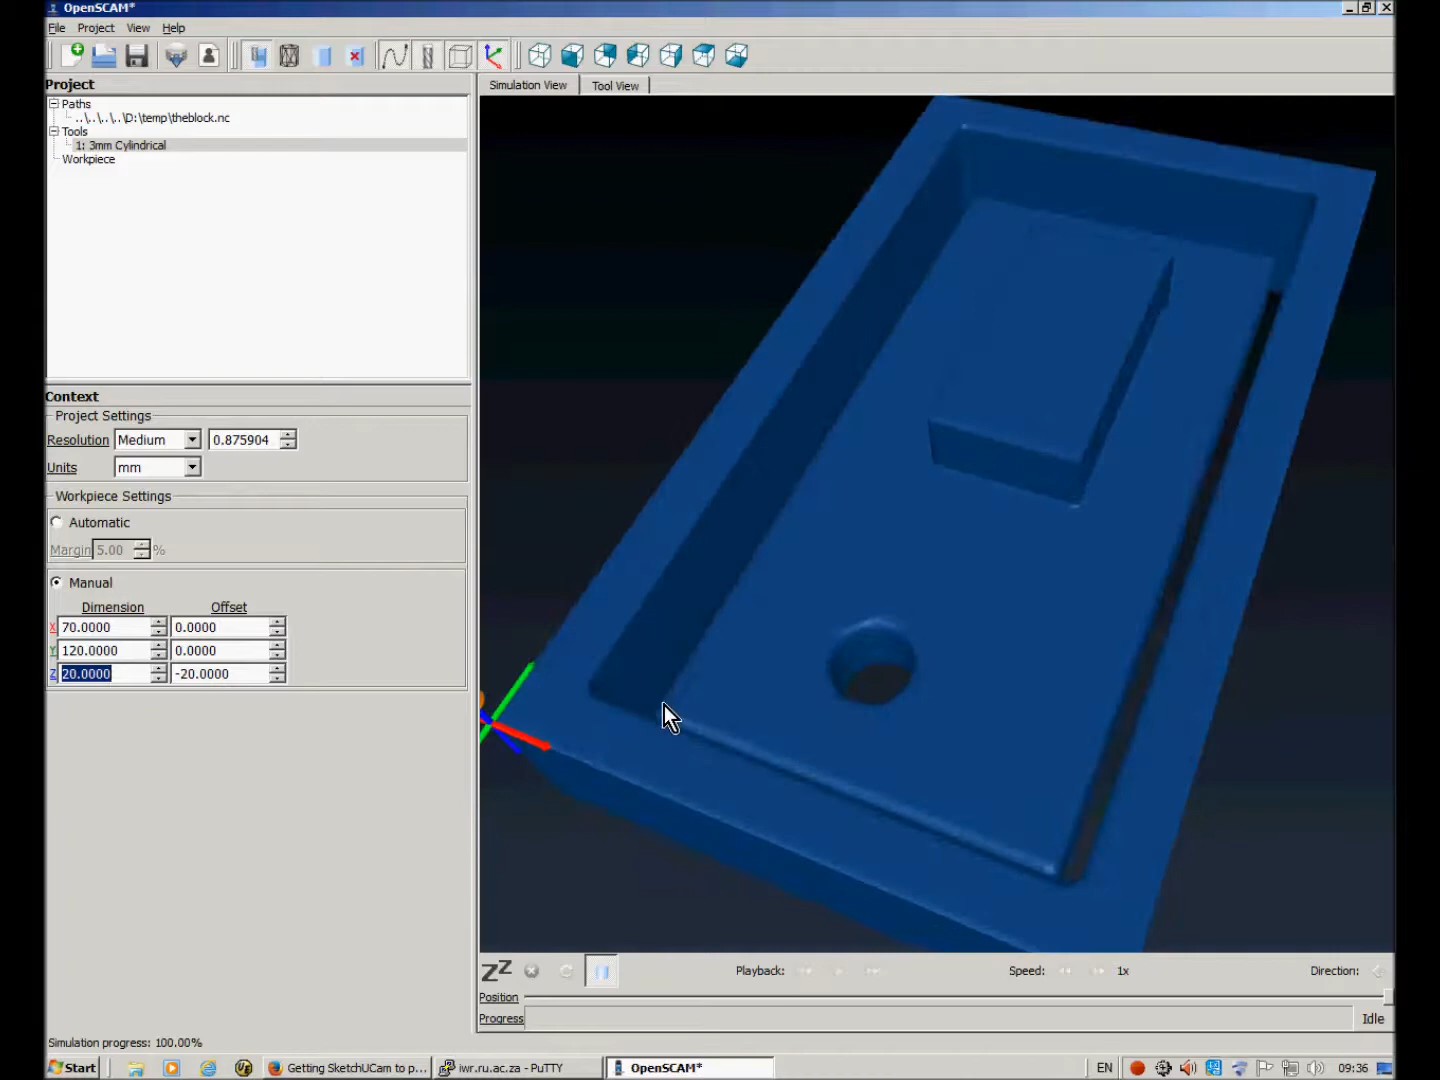 OpenSCAM*
File Project View Help
Project
Simulation View Tool View
Paths
..\..\..\..\D:\temp\theblock.nc
Tools
1: 3mm Cylindrical
Workpiece
Context
Project Settings
Resolution Medium 0.875904
Units mm
Workpiece Settings
Automatic
Margin 5.00 %
Manual
Dimension Offset
X 70.0000 0.0000
Y 120.0000 0.0000
Z 20.0000 -20.0000
ZZ Playback: Speed: 1x Direction:
Position
Progress Idle
Simulation progress: 100.00%
Start Getting SketchUCam to p... iwr.ru.ac.za - PuTTY OpenSCAM* EN 09:36